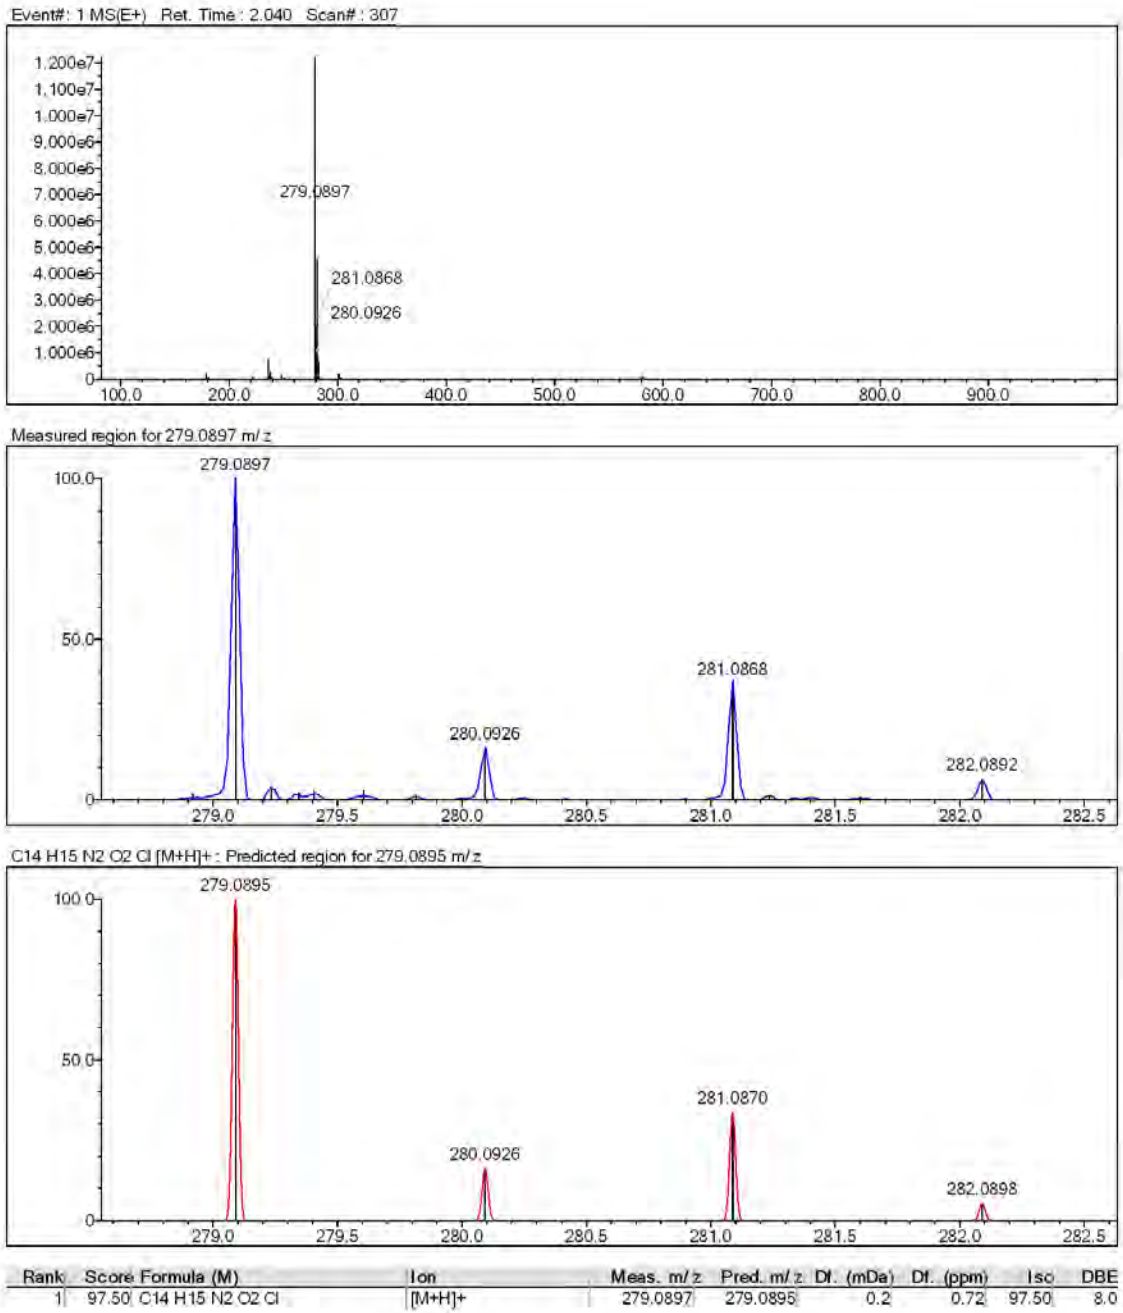 Event#: 1 MS(E+) Ret. Time : 2.040 Scan# : 307
1.200e7
1.100e7
1.000e7
9.000e6
8.000e6
7.000e6
6.000e6
5.000e6
4.000e6
3.000e6
2.000e6
1.000e6
0
279.0897
281.0868
280.0926
100.0 200.0 300.0 400.0 500.0 600.0 700.0 800.0 900.0
Measured region for 279.0897 m/z
279.0897
100.0
50.0
281.0868
280.0926
282.0892
0
279.0 279.5 280.0 280.5 281.0 281.5 282.0 282.5
C14 H15 N2 O2 Cl [M+H]+ : Predicted region for 279.0895 m/z
279.0895
100.0
50.0
281.0870
280.0926
282.0898
0
279.0 279.5 280.0 280.5 281.0 281.5 282.0 282.5
Rank Score Formula (M) Ion Meas. m/z Pred. m/z Df. (mDa) Df. (ppm) Iso DBE
1 97.50 C14 H15 N2 O2 Cl [M+H]+ 279.0897 279.0895 0.2 0.72 97.50 8.0